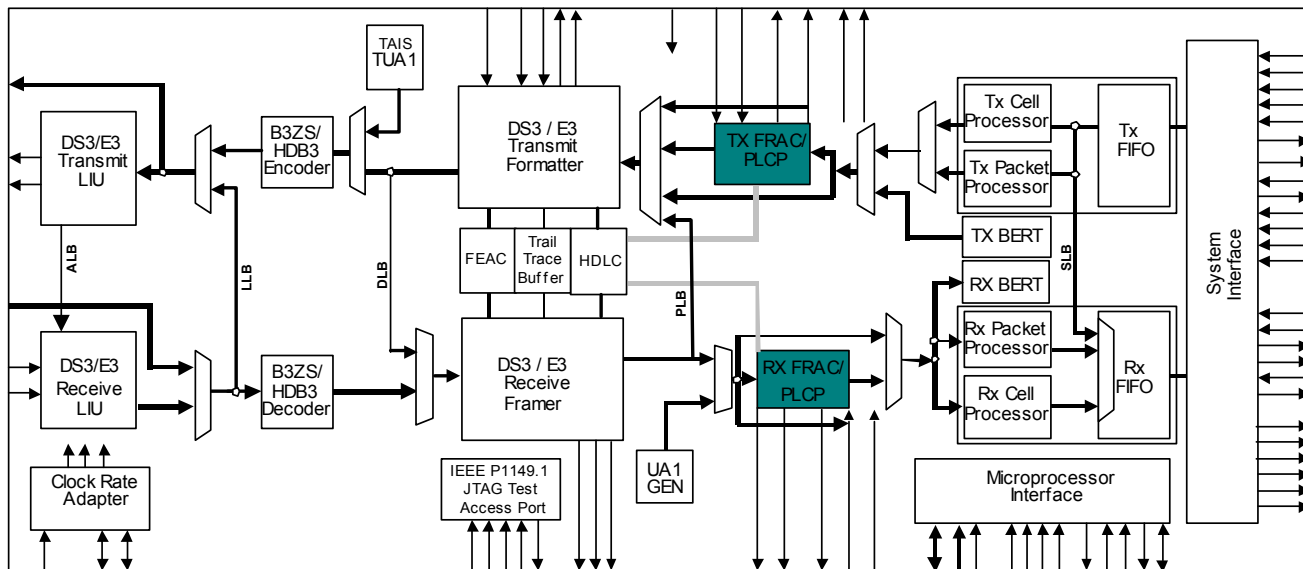 TAIS
TUA1
DS3/E3
Transmit
LIU
B3ZS/
HDB3
Encoder
DS3 / E3
Transmit
Formatter
TX FRAC/
PLCP
Tx Cell
Processor
Tx Packet
Processor
Tx
FIFO
TX BERT
RX BERT
System
Interface
ALB
LLB
DLB
FEAC
Trail
Trace
Buffer
HDLC
PLB
SLB
DS3/E3
Receive
LIU
B3ZS/
HDB3
Decoder
DS3 / E3
Receive
Framer
RX FRAC/
PLCP
Rx Packet
Processor
Rx Cell
Processor
Rx
FIFO
UA1
GEN
Clock Rate
Adapter
IEEE P1149.1
JTAG Test
Access Port
Microprocessor
Interface